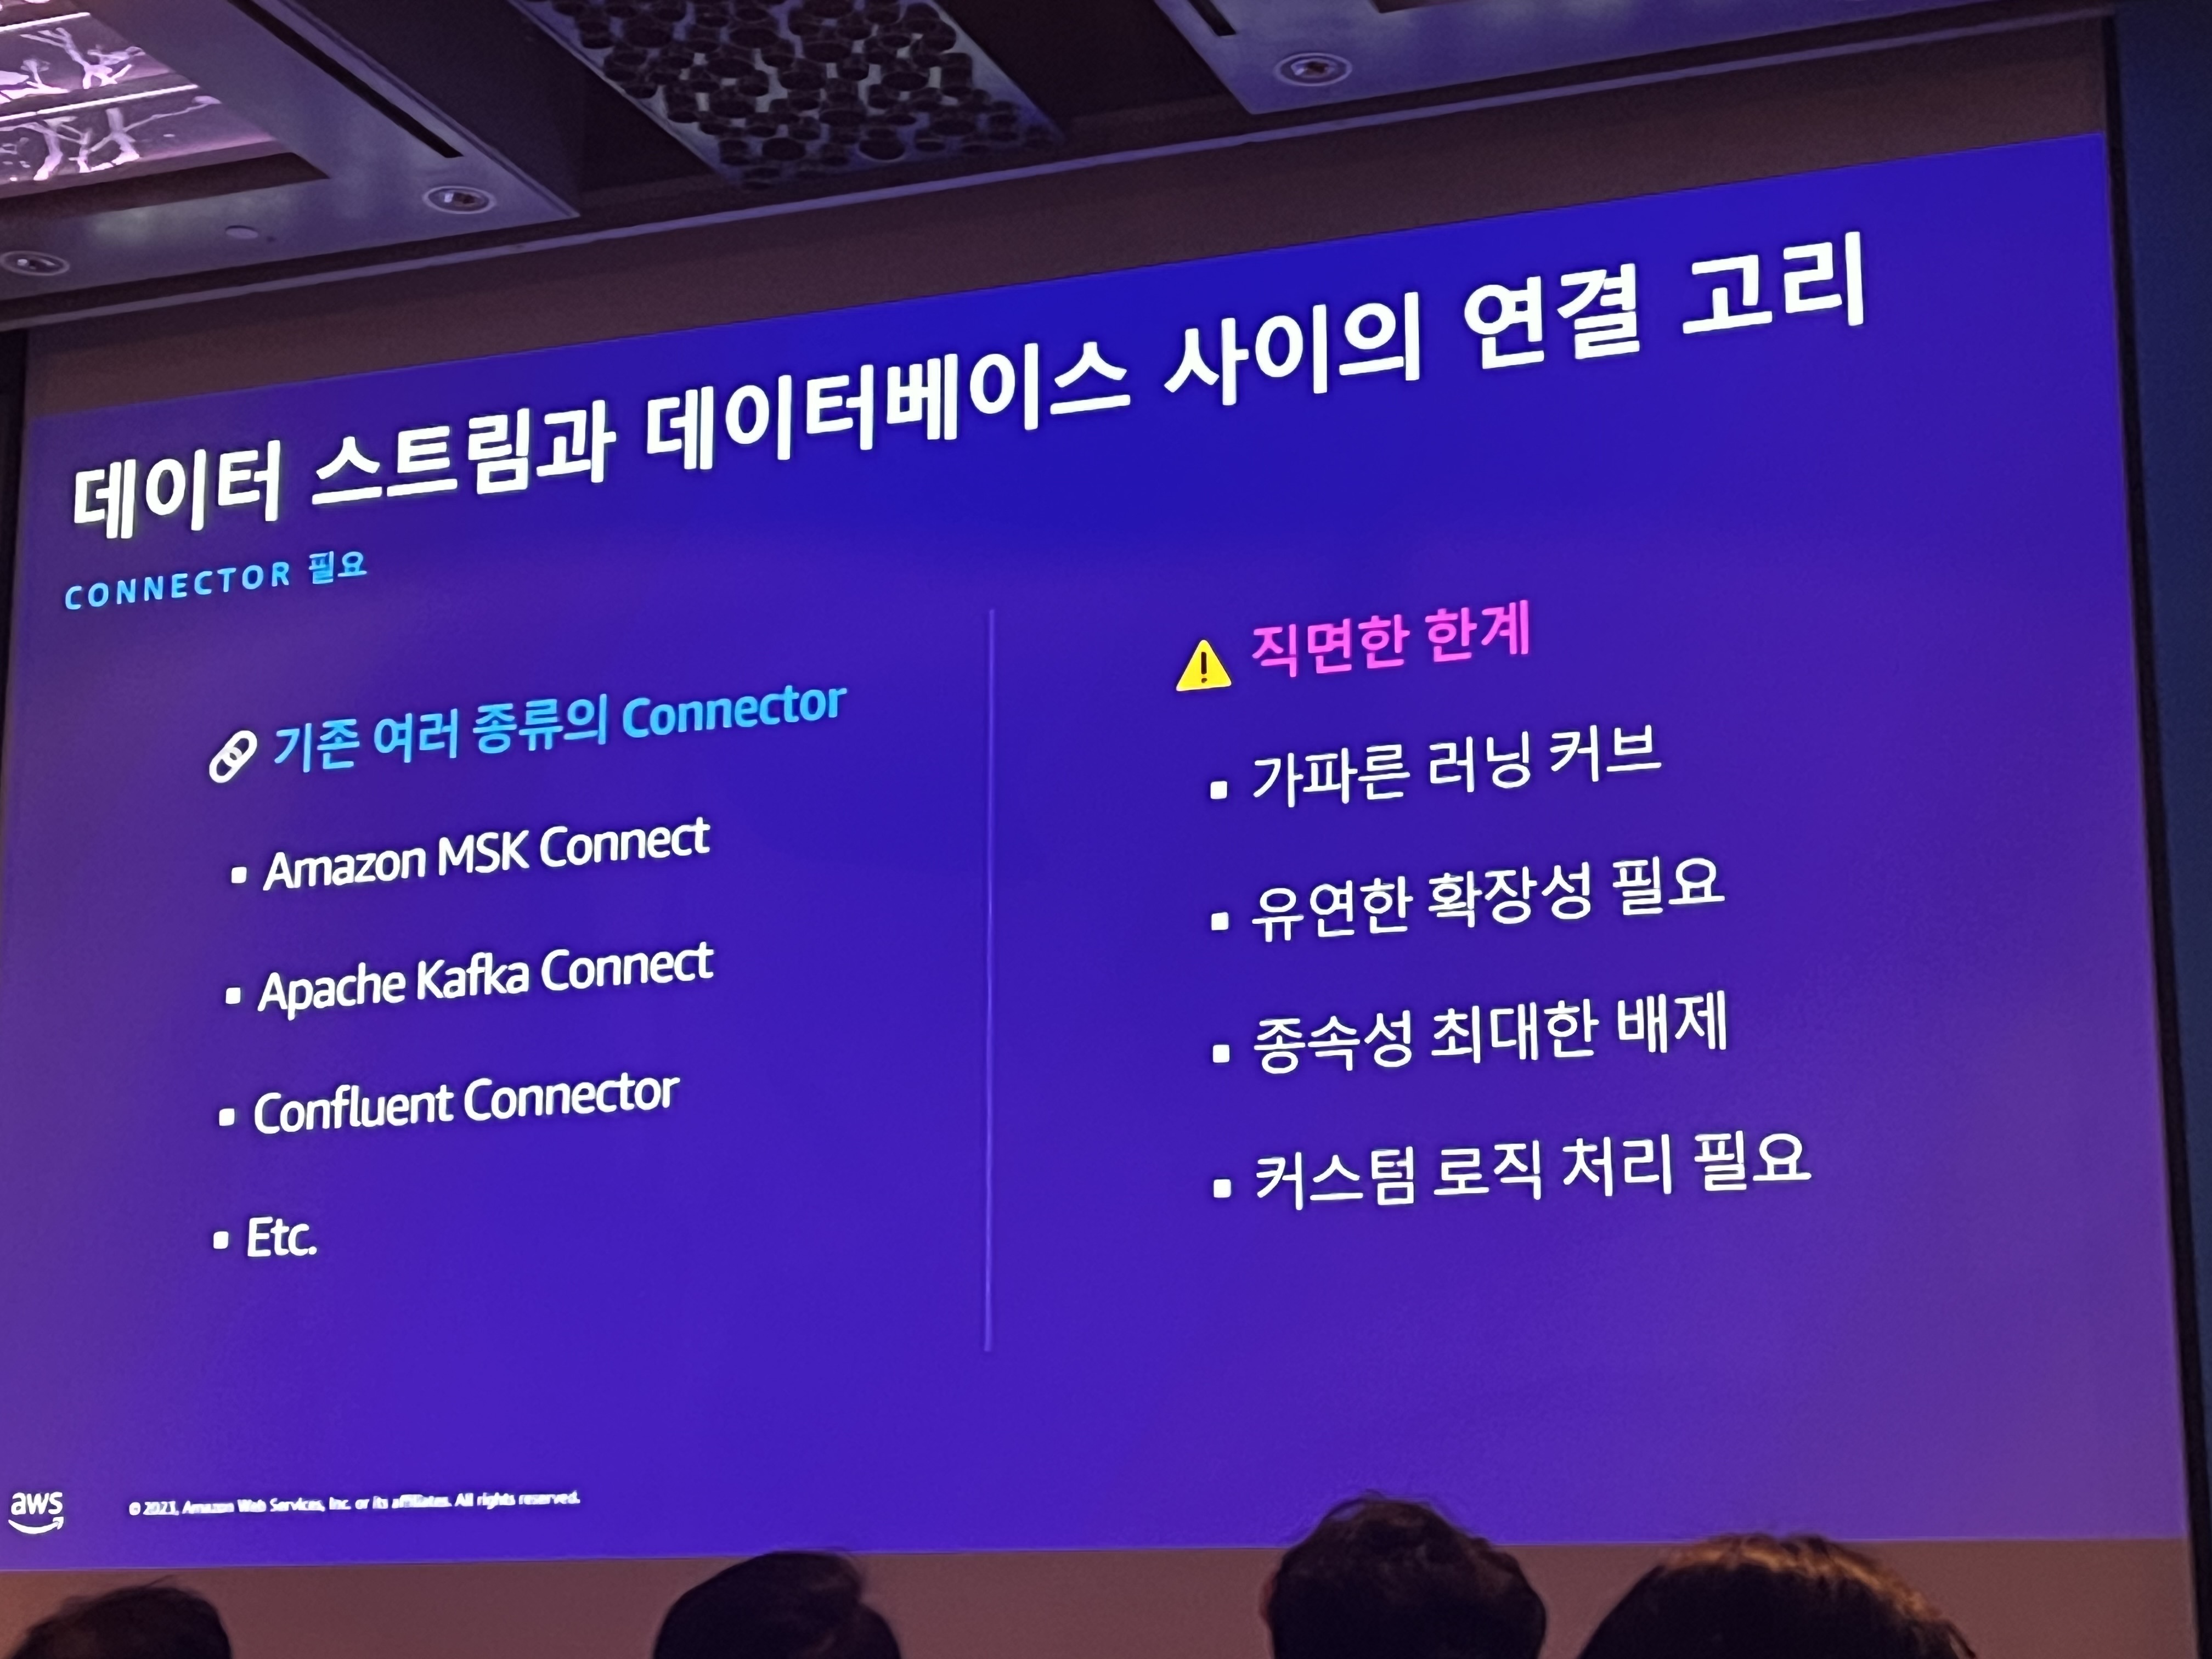 데이터 스트림과 데이터베이스 사이의 연결 고리
CONNECTOR 필요
기존 여러 종류의 Connector
▪ Amazon MSK Connect
▪ Apache Kafka Connect
▪ Confluent Connector
▪ Etc.
직면한 한계
▪ 가파른 러닝 커브
▪ 유연한 확장성 필요
▪ 종속성 최대한 배제
▪ 커스텀 로직 처리 필요
aws
© 2023, Amazon Web Services, Inc. or its affiliates. All rights reserved.